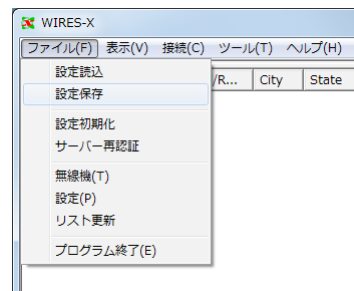 WIRES-X
ファイル(F) 表示(V) 接続(C) ツール(T) ヘルプ(H)
/R... City State
設定読込
設定保存
設定初期化
サーバー再認証
無線機(T)
設定(P)
リスト更新
プログラム終了(E)